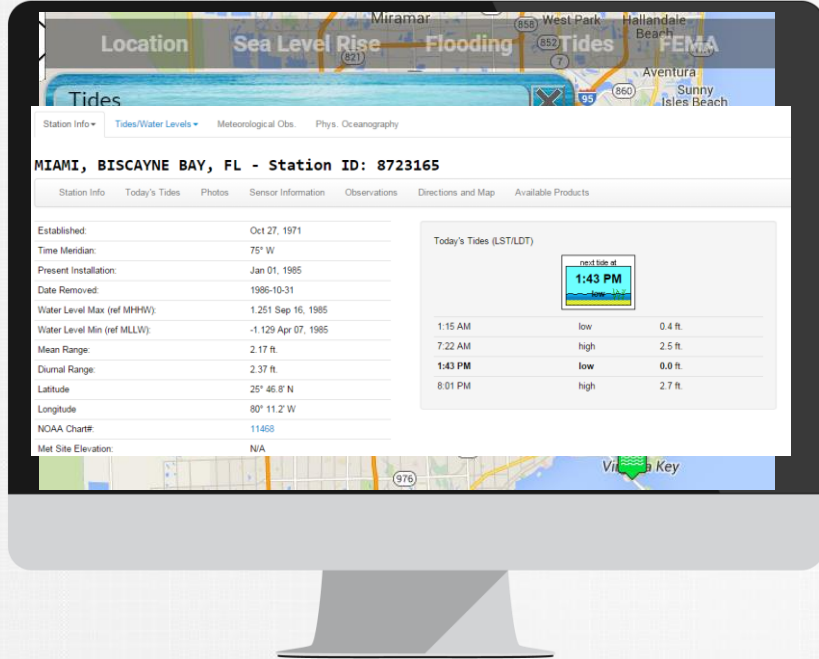 Miramar
858 West Park Hallandale Beach
Location Sea Level Rise Flooding Tides FEMA
821 852
7
Aventura
95 860 Sunny Isles Beach
Tides
Station Info Tides/Water Levels Meteorological Obs. Phys. Oceanography
MIAMI, BISCAYNE BAY, FL - Station ID: 8723165
Station Info Today's Tides Photos Sensor Information Observations Directions and Map Available Products
Established: Oct 27, 1971
Time Meridian: 75° W
Present Installation: Jan 01, 1985
Date Removed: 1986-10-31
Water Level Max (ref MHHW): 1.251 Sep 16, 1985
Water Level Min (ref MLLW): -1.129 Apr 07, 1985
Mean Range: 2.17 ft.
Diurnal Range: 2.37 ft.
Latitude 25° 46.8' N
Longitude 80° 11.2' W
NOAA Chart#: 11468
Met Site Elevation: N/A
Today's Tides (LST/LDT)
next tide at
1:43 PM
low
1:15 AM low 0.4 ft.
7:22 AM high 2.5 ft.
1:43 PM low 0.0 ft.
8:01 PM high 2.7 ft.
Key
976